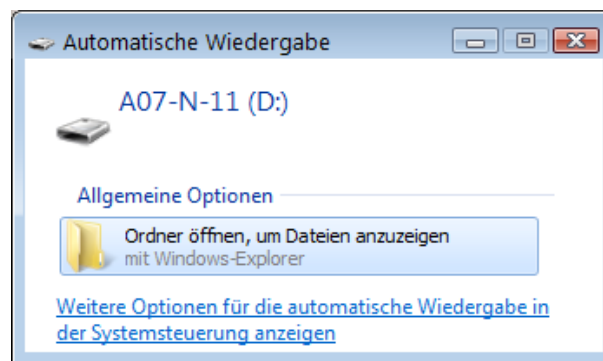 Automatische Wiedergabe
A07-N-11 (D:)
Allgemeine Optionen
Ordner öffnen, um Dateien anzuzeigen
mit Windows-Explorer
Weitere Optionen für die automatische Wiedergabe in
der Systemsteuerung anzeigen